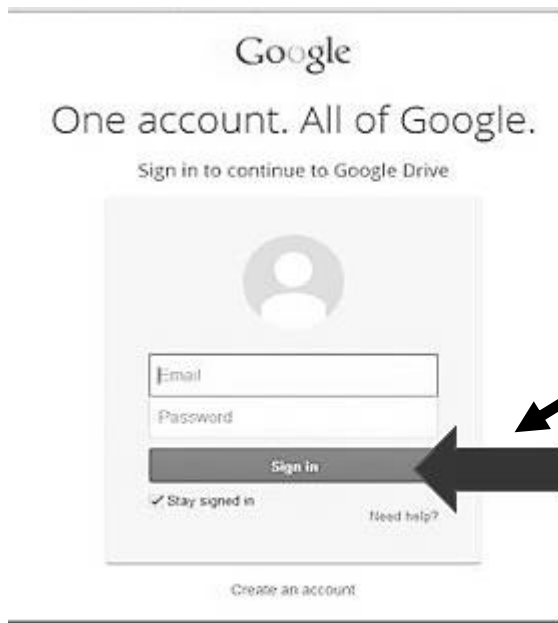 Google
One account. All of Google.
Sign in to continue to Google Drive
Email
Password
Sign in
✓ Stay signed in
Need help?
Create an account